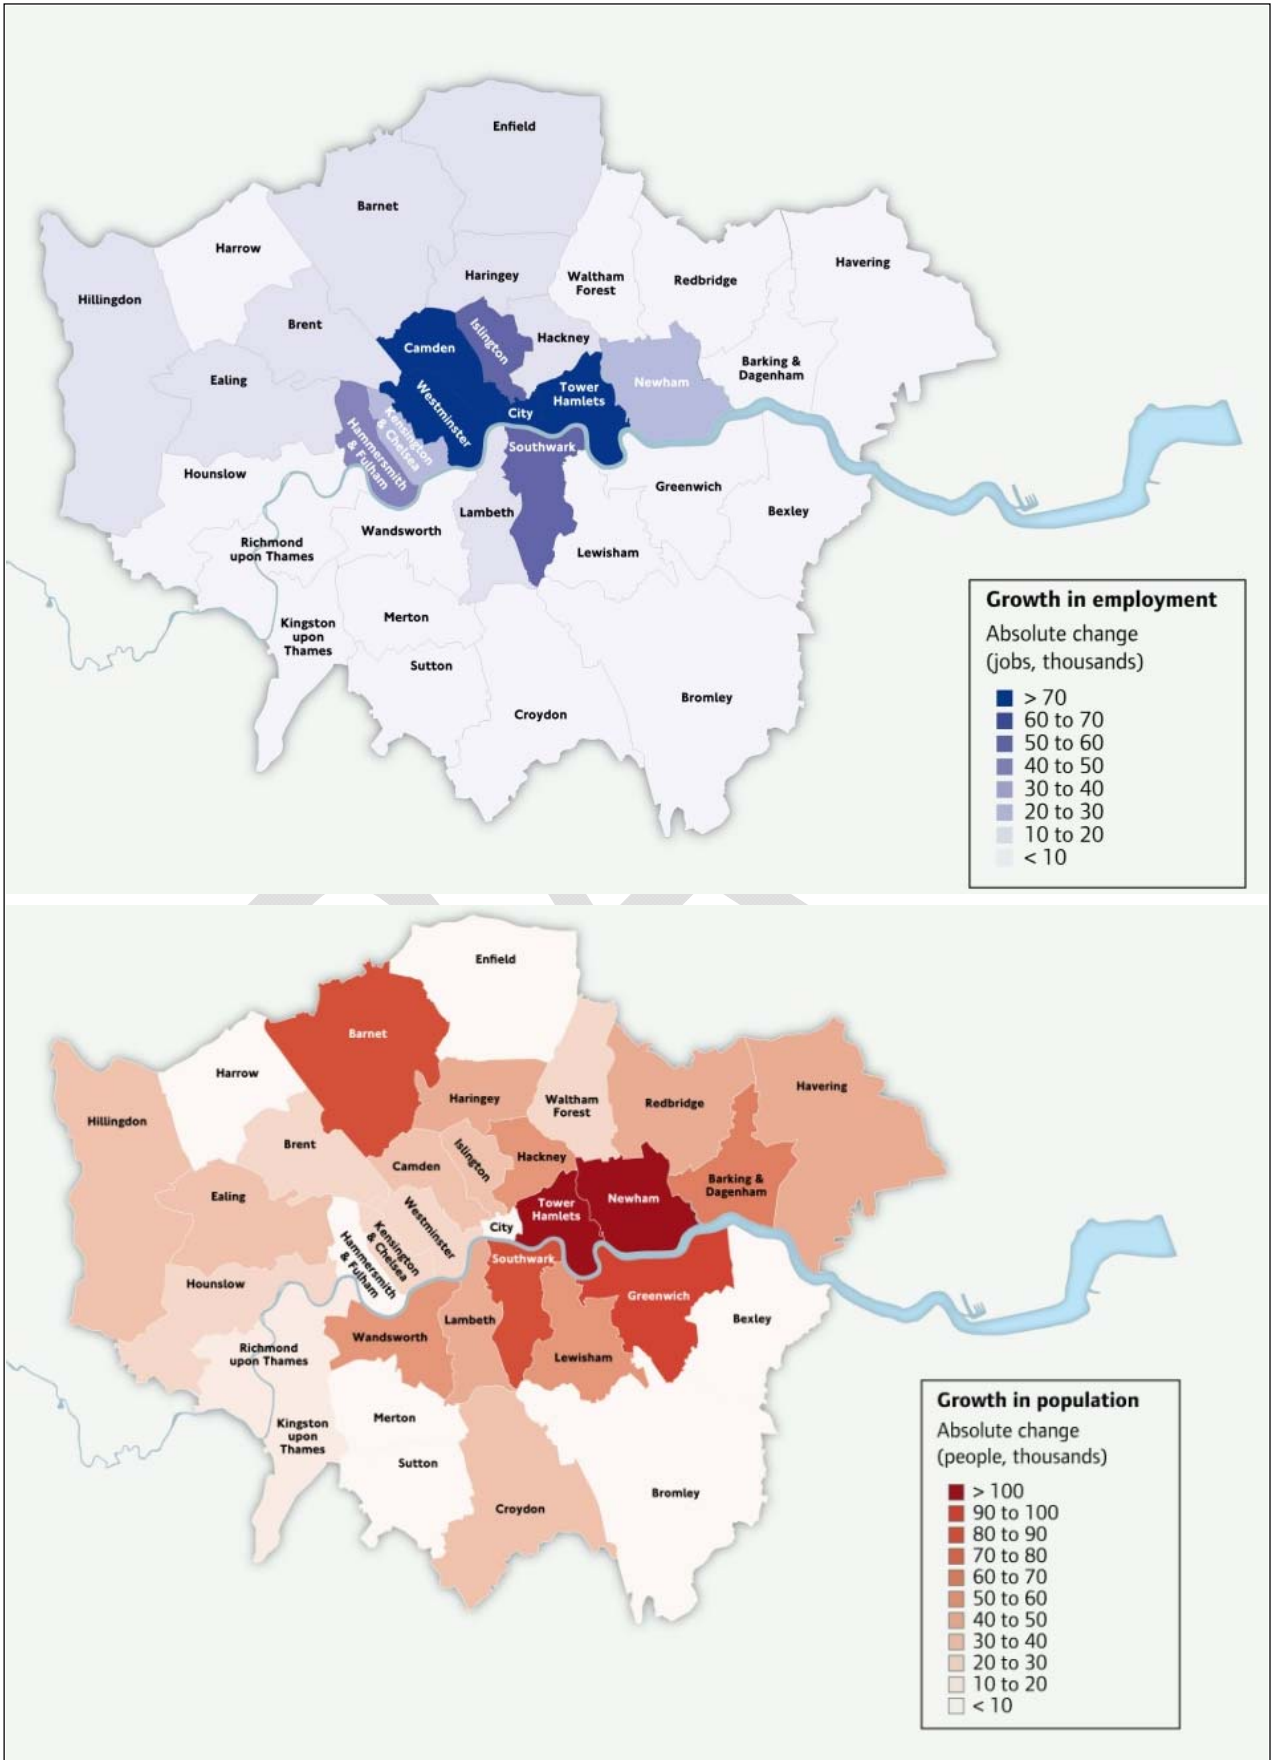 Enfield
Barnet
Harrow
Havering
Haringey
Waltham
Forest
Redbridge
Hillingdon
Brent
Islington
Hackney
Camden
Barking &
Dagenham
Ealing
Newham
Tower
Hamlets
Westminster
City
Kensington
& Chelsea
Hammersmith
& Fulham
Southwark
Hounslow
Greenwich
Lambeth
Bexley
Wandsworth
Richmond
upon Thames
Lewisham
Kingston
upon
Thames
Merton
Sutton
Bromley
Croydon
Growth in employment
Absolute change
(jobs, thousands)
> 70
60 to 70
50 to 60
40 to 50
30 to 40
20 to 30
10 to 20
< 10
Enfield
Barnet
Harrow
Havering
Haringey
Waltham
Forest
Redbridge
Hillingdon
Brent
Islington
Hackney
Camden
Barking &
Dagenham
Ealing
Newham
Tower
Hamlets
Westminster
City
Kensington
& Chelsea
Hammersmith
& Fulham
Southwark
Hounslow
Greenwich
Lambeth
Bexley
Wandsworth
Richmond
upon Thames
Lewisham
Merton
Kingston
upon
Thames
Sutton
Bromley
Croydon
Growth in population
Absolute change
(people, thousands)
> 100
90 to 100
80 to 90
70 to 80
60 to 70
50 to 60
40 to 50
30 to 40
20 to 30
10 to 20
< 10